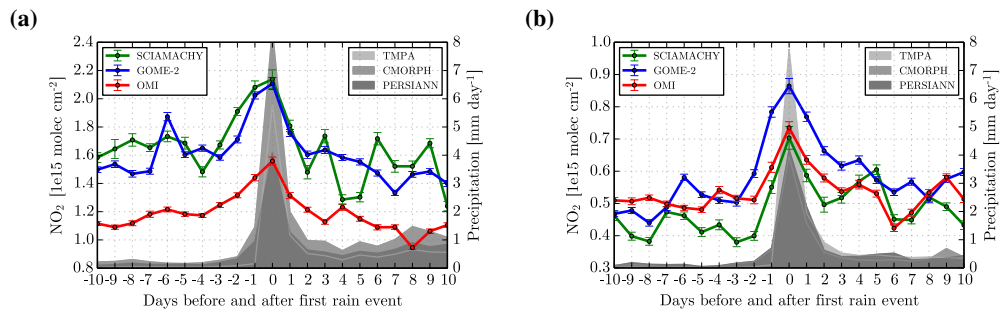 (a)
2.4
2.2
2.0
1.8
1.6
1.4
1.2
1.0
0.8
NO₂ [1e15 molec cm⁻²]
SCIAMACHY
GOME-2
OMI
TMPA
CMORPH
PERSIANN
8
7
6
5
4
3
2
1
0
Precipitation [mm day⁻¹]
-10 -9 -8 -7 -6 -5 -4 -3 -2 -1 0 1 2 3 4 5 6 7 8 9 10
Days before and after first rain event
(b)
1.0
0.9
0.8
0.7
0.6
0.5
0.4
0.3
NO₂ [1e15 molec cm⁻²]
SCIAMACHY
GOME-2
OMI
TMPA
CMORPH
PERSIANN
8
7
6
5
4
3
2
1
0
Precipitation [mm day⁻¹]
-10 -9 -8 -7 -6 -5 -4 -3 -2 -1 0 1 2 3 4 5 6 7 8 9 10
Days before and after first rain event